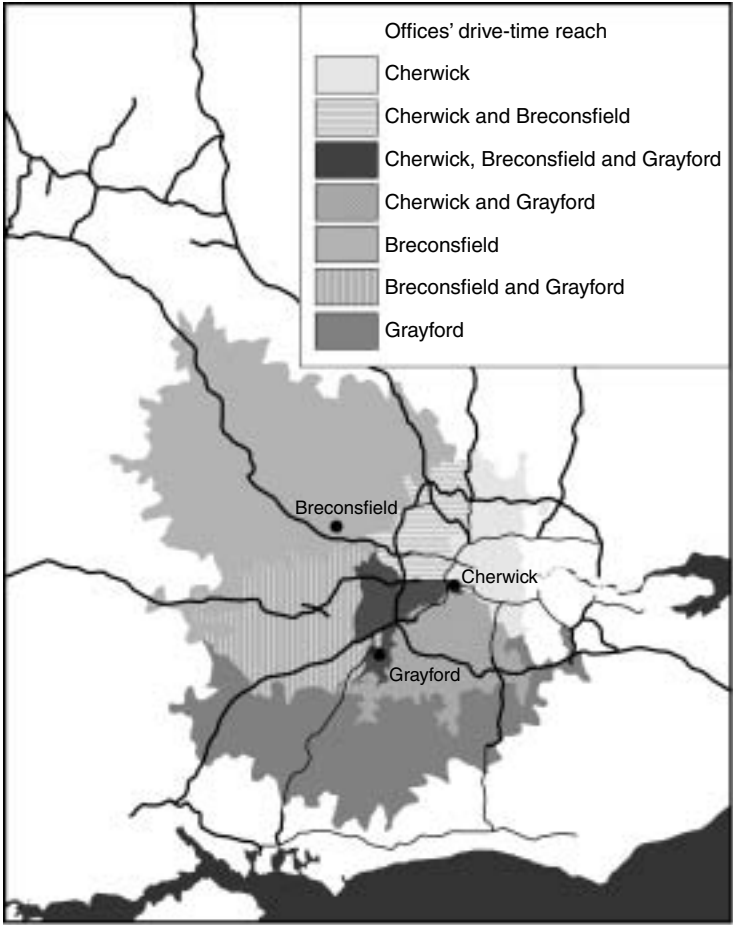 Offices’ drive-time reach
Cherwick
Cherwick and Breconsfield
Cherwick, Breconsfield and Grayford
Cherwick and Grayford
Breconsfield
Breconsfield and Grayford
Grayford
Breconsfield
Cherwick
Grayford